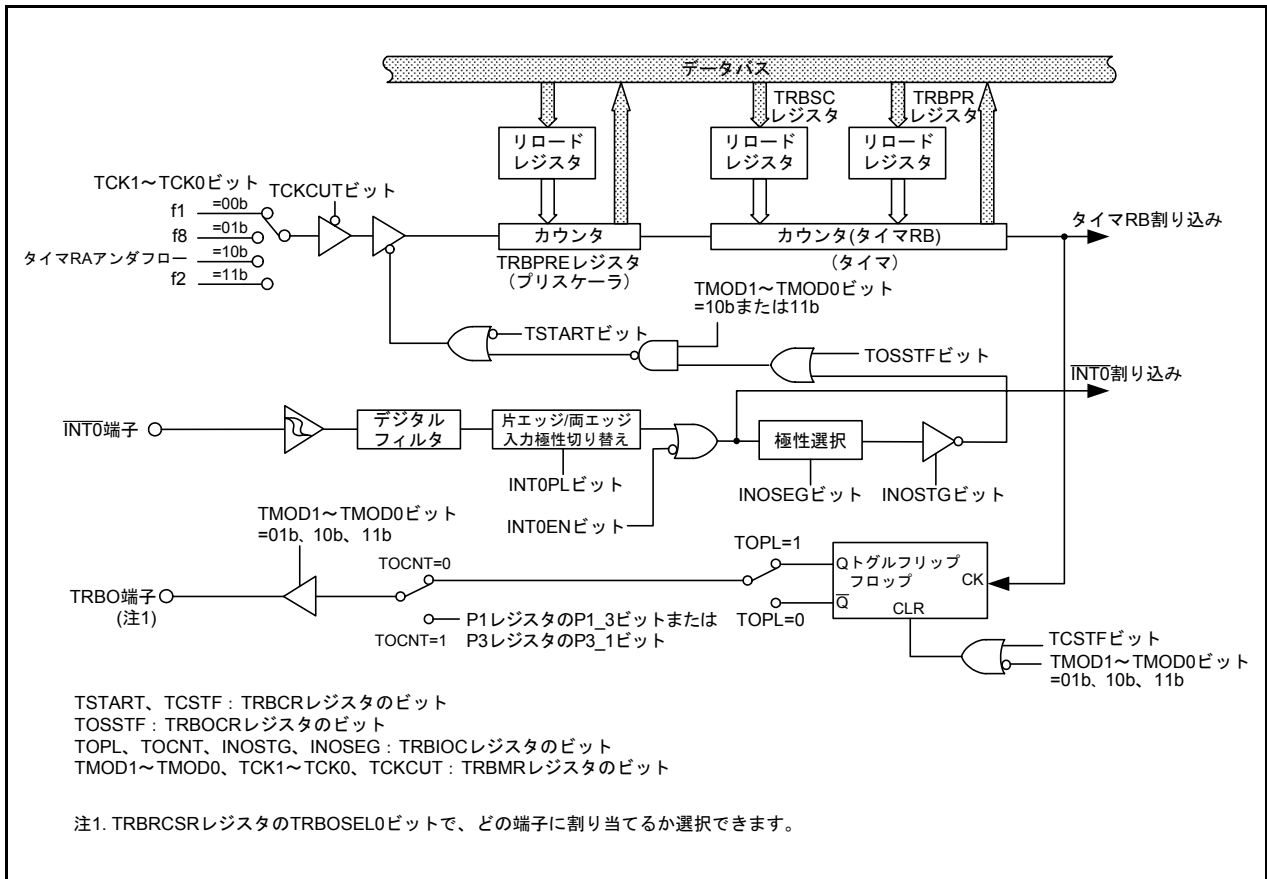 データバス
TRBSC
レジスタ
TRBPR
レジスタ
リロード
レジスタ
リロード
レジスタ
リロード
レジスタ
TCK1～TCK0ビット
TCKCUTビット
f1
=00b
f8
=01b
タイマRAアンダフロー
=10b
f2
=11b
カウンタ
TRBPREレジスタ
(プリスケーラ)
カウンタ(タイマRB)
(タイマ)
タイマRB割り込み
TMOD1～TMOD0ビット
=10bまたは11b
TSTARTビット
TOSSTFビット
INT0割り込み
INT0端子
デジタル
フィルタ
片エッジ/両エッジ
入力極性切り替え
極性選択
INT0PLビット
INOSEGビット
INOSTGビット
INT0ENビット
TMOD1～TMOD0ビット
=01b、10b、11b
TOCNT=0
TOPL=1
Qトグルフリップ
フロップ
CK
Q
CLR
TRBO端子
(注1)
TOCNT=1
P1レジスタのP1_3ビットまたは
P3レジスタのP3_1ビット
TOPL=0
TCSTFビット
TMOD1～TMOD0ビット
=01b、10b、11b
TSTART、TCSTF：TRBCRレジスタのビット
TOSSTF：TRBOCRレジスタのビット
TOPL、TOCNT、INOSTG、INOSEG：TRBIOCレジスタのビット
TMOD1～TMOD0、TCK1～TCK0、TCKCUT：TRBMRレジスタのビット
注1. TRBRCSRレジスタのTRBOSEL0ビットで、どの端子に割り当てるか選択できます。